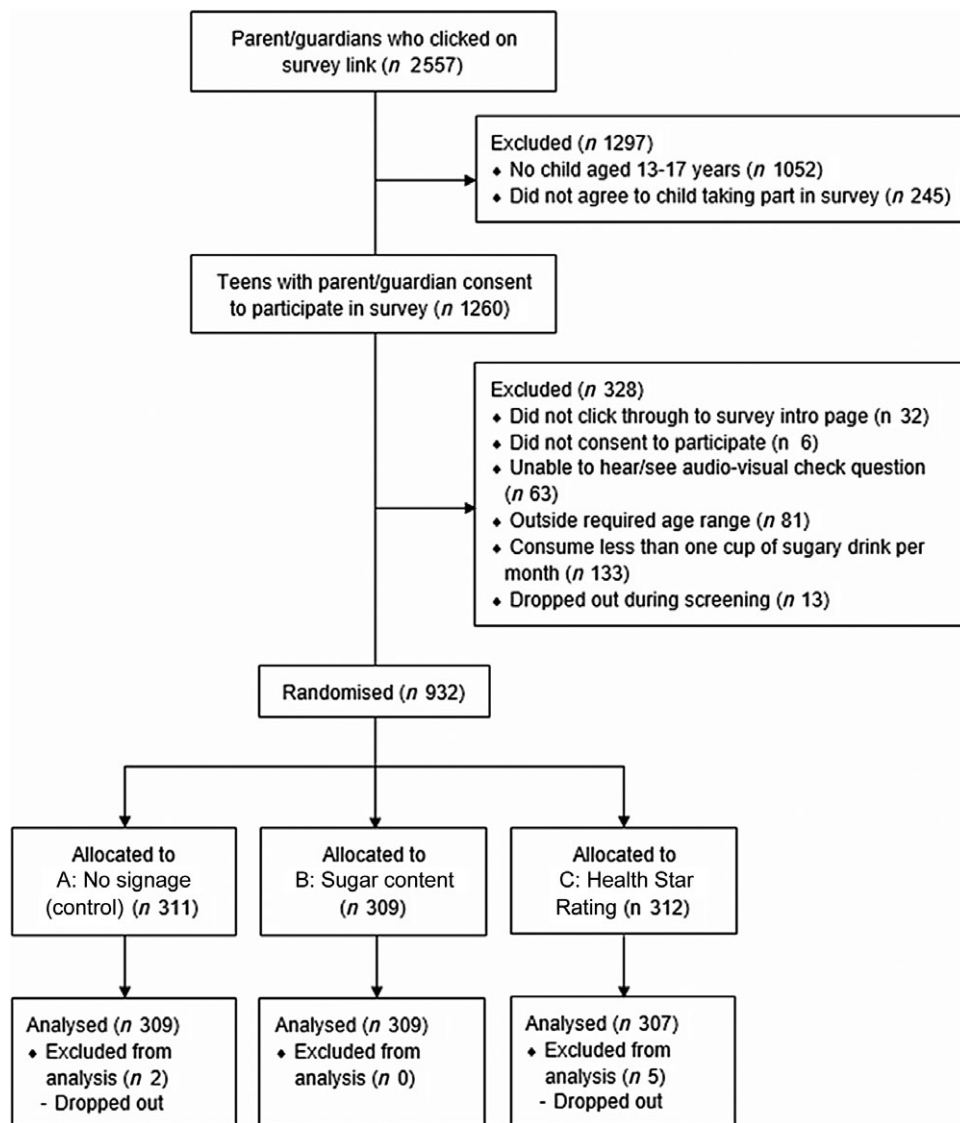 Parent/guardians who clicked on
survey link (n 2557)
Excluded (n 1297)
♦ No child aged 13-17 years (n 1052)
♦ Did not agree to child taking part in survey (n 245)
Teens with parent/guardian consent
to participate in survey (n 1260)
Excluded (n 328)
♦ Did not click through to survey intro page (n 32)
♦ Did not consent to participate (n 6)
♦ Unable to hear/see audio-visual check question
(n 63)
♦ Outside required age range (n 81)
♦ Consume less than one cup of sugary drink per
month (n 133)
♦ Dropped out during screening (n 13)
Randomised (n 932)
Allocated to
A: No signage
(control) (n 311)
Allocated to
B: Sugar content
(n 309)
Allocated to
C: Health Star
Rating (n 312)
Analysed (n 309)
♦ Excluded from
analysis (n 2)
- Dropped out
Analysed (n 309)
♦ Excluded from
analysis (n 0)
Analysed (n 307)
♦ Excluded from
analysis (n 5)
- Dropped out